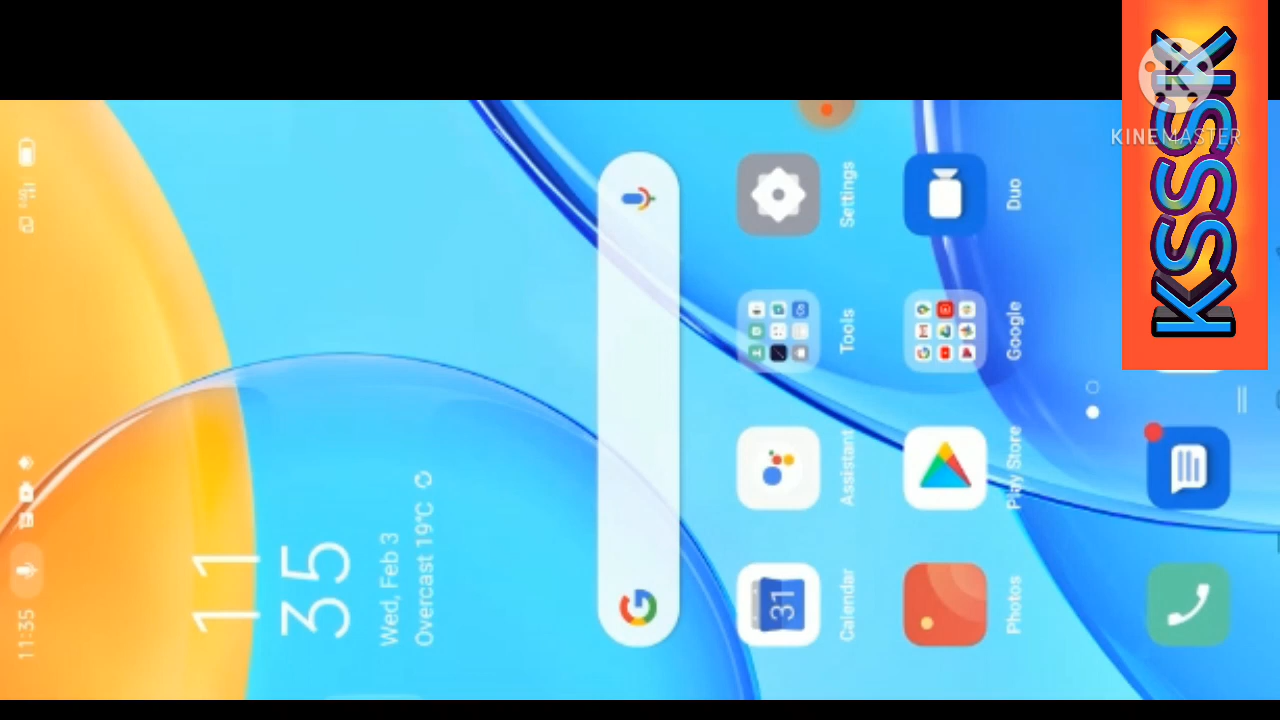 11:35
11
35
Wed, Feb 3
Overcast 19°C
Calendar
Assistant
Tools
Settings
31
Photos
Play Store
Google
Duo
KSSSK
K
KINEMASTER